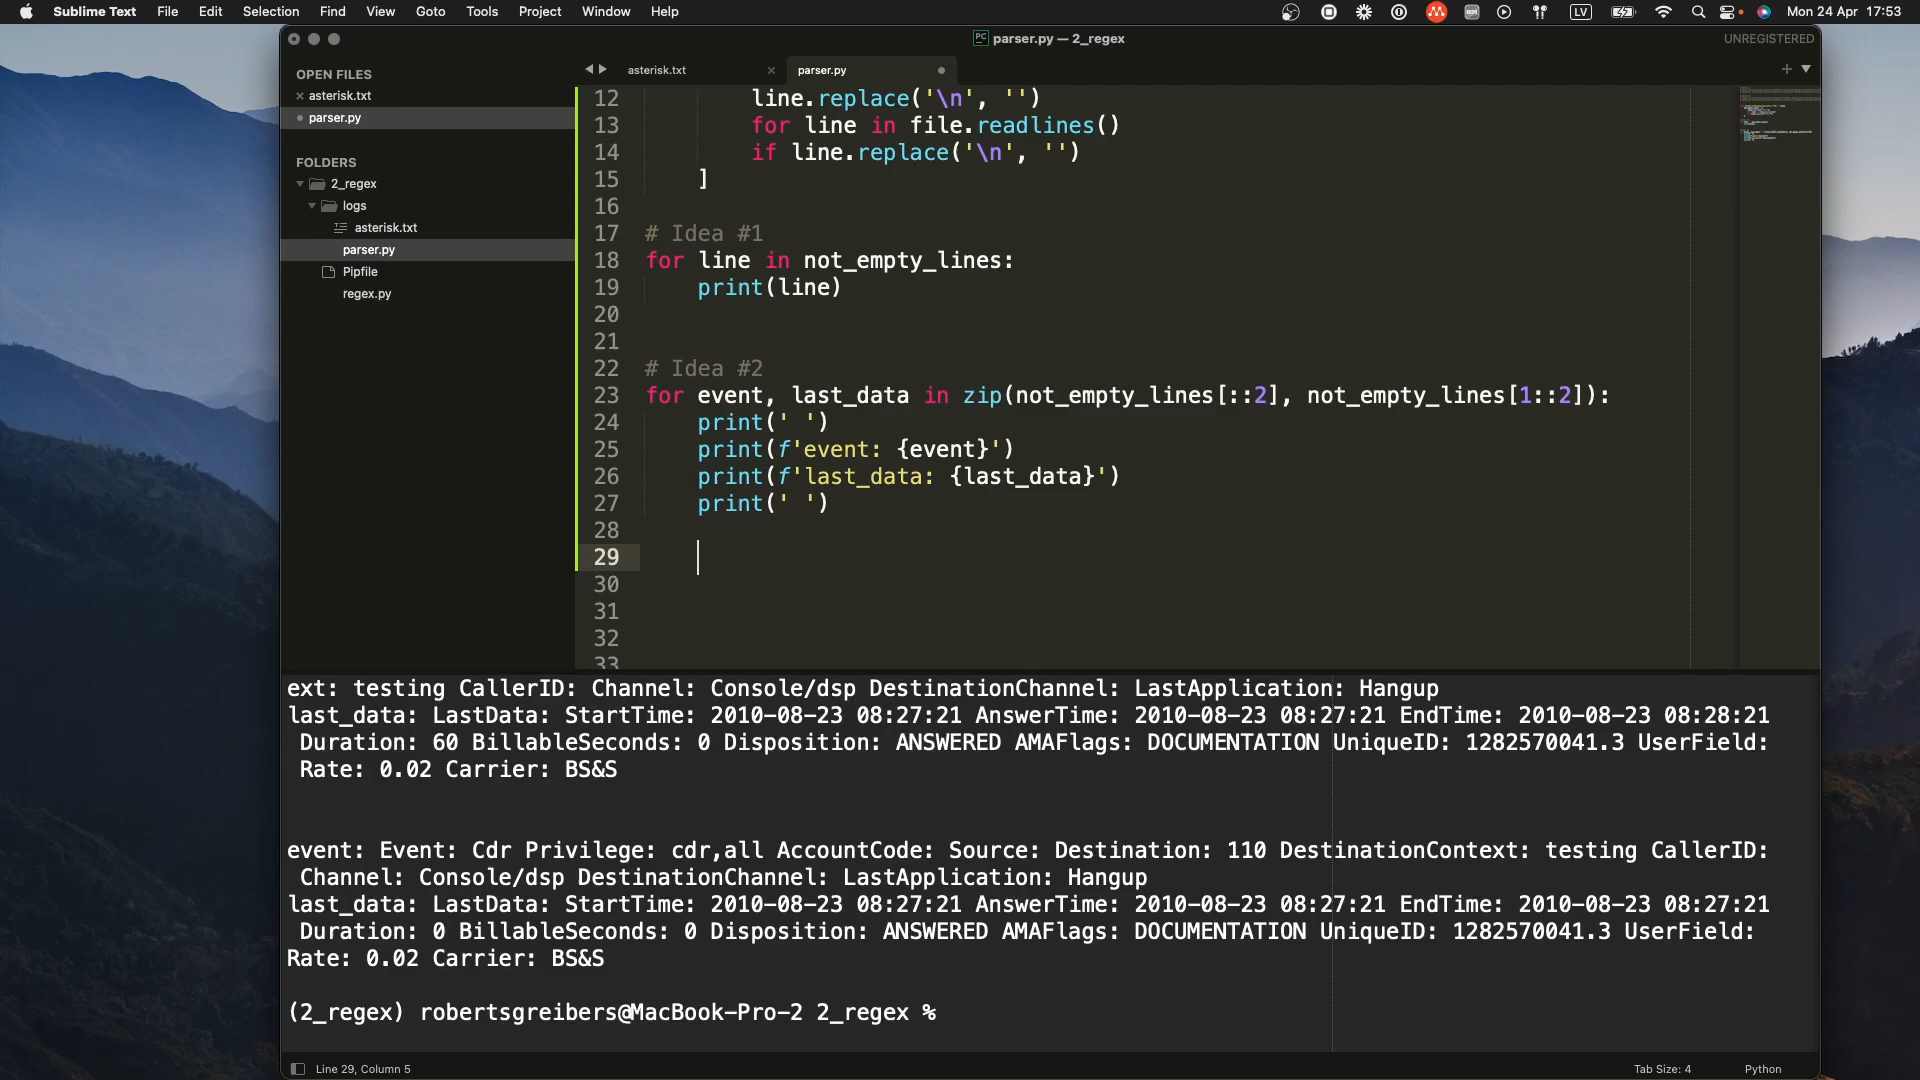 Sublime Text File Edit Selection Find View Goto Tools Project Window Help LV Mon 24 Apr 17:53
parser.py — 2_regex UNREGISTERED
OPEN FILES
asterisk.txt
parser.py
FOLDERS
2_regex
logs
asterisk.txt
parser.py
Pipfile
regex.py
asterisk.txt parser.py
12 line.replace('\n', '')
13 for line in file.readlines()
14 if line.replace('\n', '')
15 ]
16
17 # Idea #1
18 for line in not_empty_lines:
19 print(line)
20
21
22 # Idea #2
23 for event, last_data in zip(not_empty_lines[::2], not_empty_lines[1::2]):
24 print(' ')
25 print(f'event: {event}')
26 print(f'last_data: {last_data}')
27 print(' ')
28
29
30
31
32
33
ext: testing CallerID: Channel: Console/dsp DestinationChannel: LastApplication: Hangup
last_data: LastData: StartTime: 2010-08-23 08:27:21 AnswerTime: 2010-08-23 08:27:21 EndTime: 2010-08-23 08:28:21
Duration: 60 BillableSeconds: 0 Disposition: ANSWERED AMAFlags: DOCUMENTATION UniqueID: 1282570041.3 UserField:
Rate: 0.02 Carrier: BS&S
event: Event: Cdr Privilege: cdr,all AccountCode: Source: Destination: 110 DestinationContext: testing CallerID:
Channel: Console/dsp DestinationChannel: LastApplication: Hangup
last_data: LastData: StartTime: 2010-08-23 08:27:21 AnswerTime: 2010-08-23 08:27:21 EndTime: 2010-08-23 08:27:21
Duration: 0 BillableSeconds: 0 Disposition: ANSWERED AMAFlags: DOCUMENTATION UniqueID: 1282570041.3 UserField:
Rate: 0.02 Carrier: BS&S
(2_regex) robertsgreibers@MacBook-Pro-2 2_regex %
Line 29, Column 5 Tab Size: 4 Python